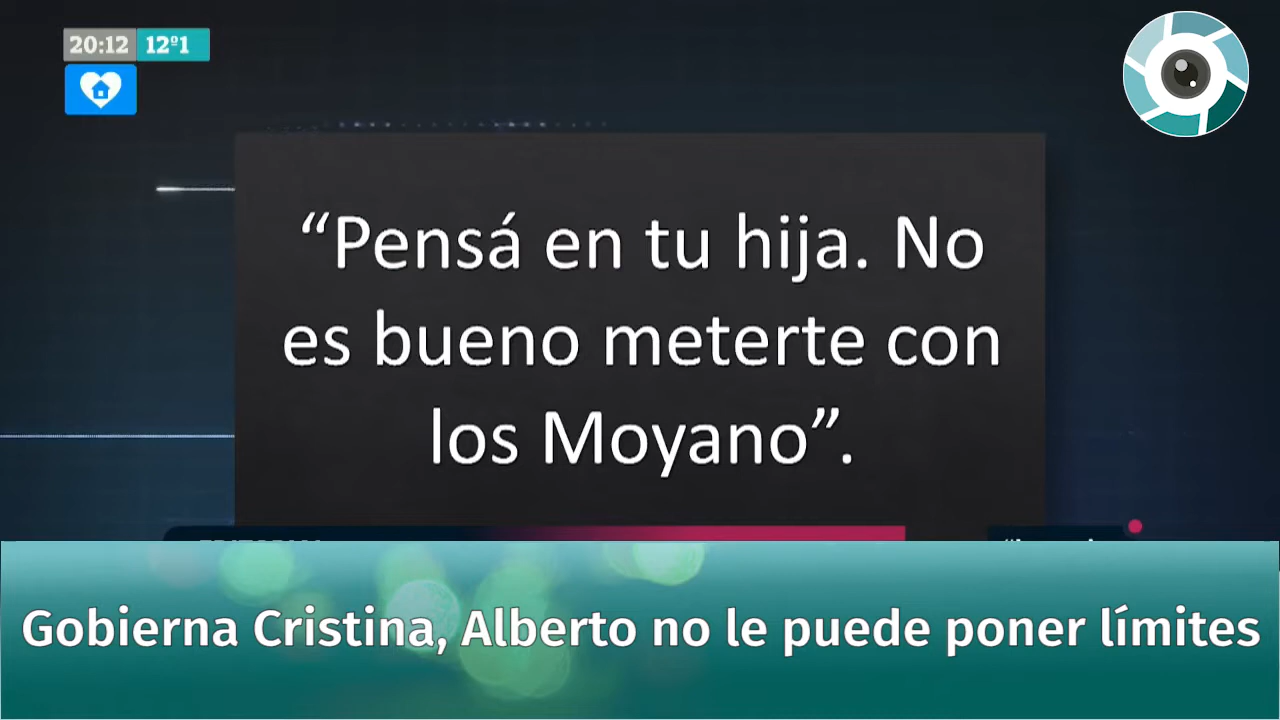 20:12 12º1
“Pensá en tu hija. No
es bueno meterte con
los Moyano”.
Gobierna Cristina, Alberto no le puede poner límites